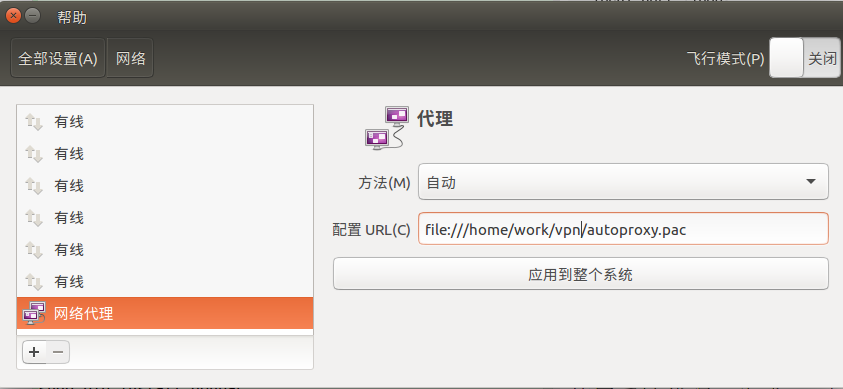 帮助
全部设置(A) 网络
飞行模式(P) 关闭
有线
有线
有线
有线
有线
有线
网络代理
代理
方法(M) 自动
配置 URL(C) file:///home/work/vpn/autoproxy.pac
应用到整个系统